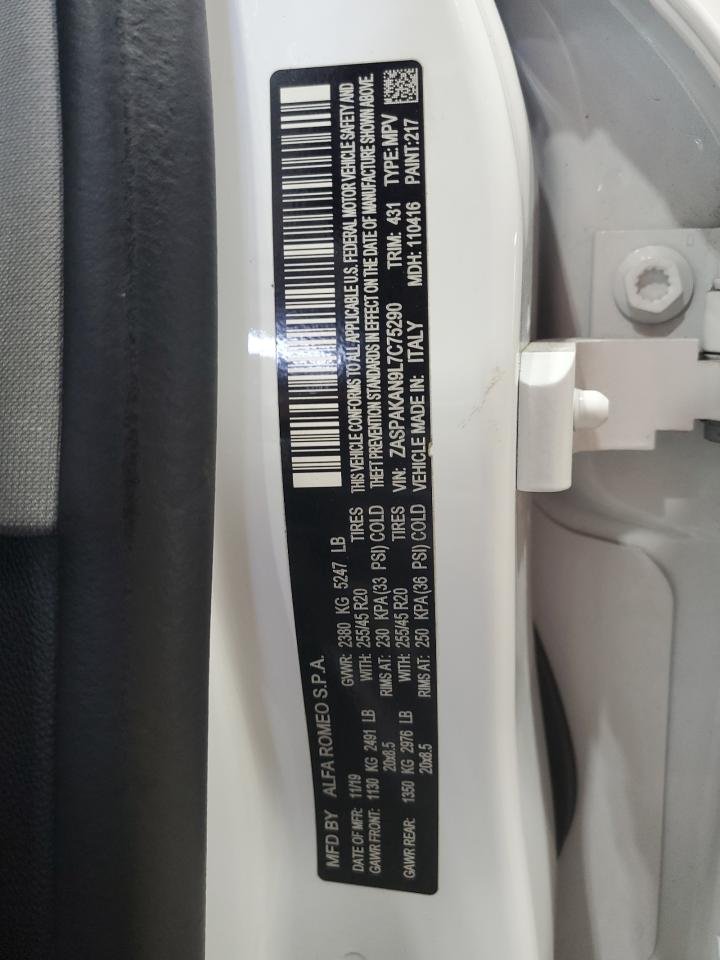 MFD BY ALFA ROMEO S.P.A.
DATE OF MFR: 11/19 GVWR: 2380 KG 5247 LB
GAWR FRONT: 1130 KG 2491 LB WITH: 255/45 R20 TIRES
20x8.5 RIMS AT: 230 KPA(33 PSI) COLD
GAWR REAR: 1350 KG 2976 LB WITH: 255/45 R20 TIRES
20x8.5 RIMS AT: 250 KPA(36 PSI) COLD
THIS VEHICLE CONFORMS TO ALL APPLICABLE U.S. FEDERAL MOTOR VEHICLE SAFETY AND
THEFT PREVENTION STANDARDS IN EFFECT ON THE DATE OF MANUFACTURE SHOWN ABOVE.
VIN: ZASPAKAN9L7C75290 TRIM: 431 TYPE: MPV
VEHICLE MADE IN: ITALY MDH: 110416 PAINT: 217